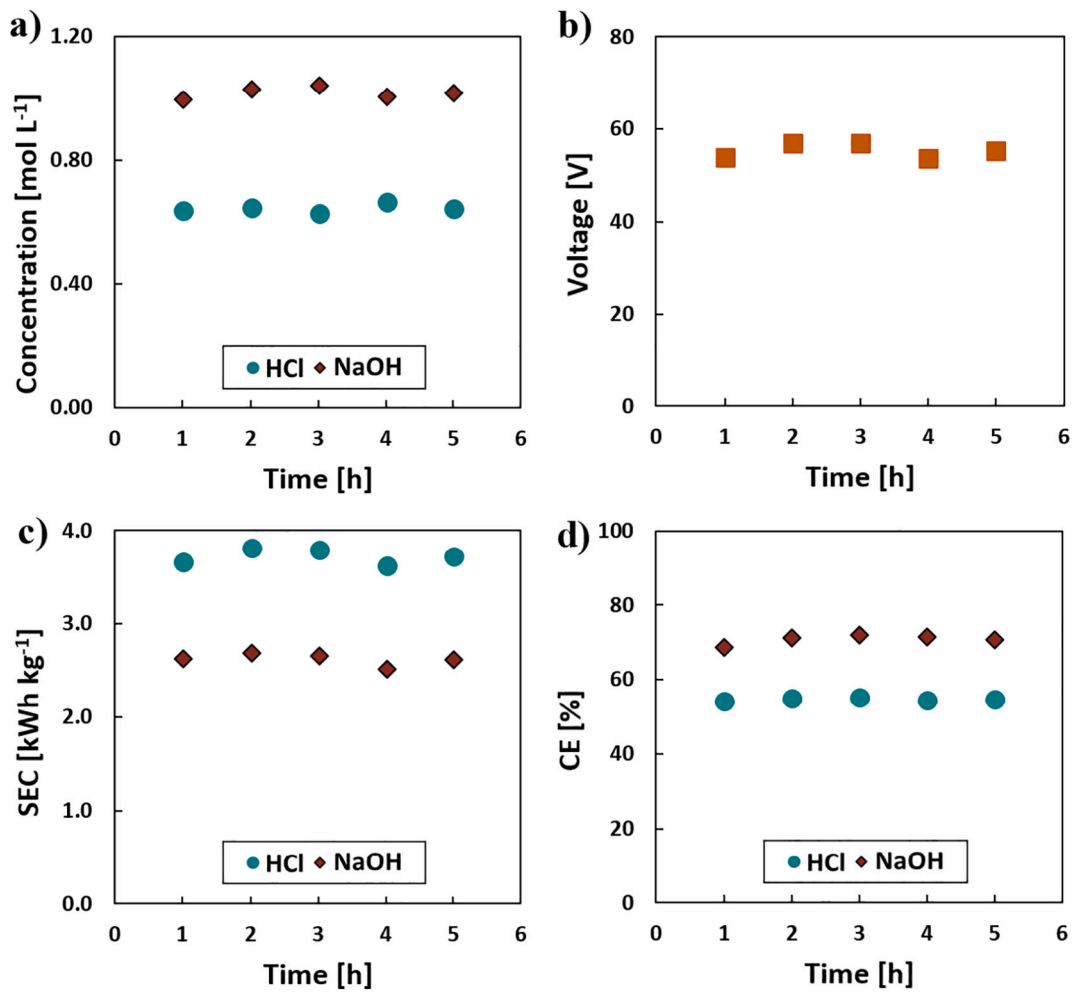 a)
1.20
0.80
0.40
0.00
Concentration [mol L-1]
HCl NaOH
0 1 2 3 4 5 6
Time [h]
b)
80
60
40
20
0
Voltage [V]
0 1 2 3 4 5 6
Time [h]
c)
4.0
3.0
2.0
1.0
0.0
SEC [kWh kg-1]
HCl NaOH
0 1 2 3 4 5 6
Time [h]
d)
100
80
60
40
20
0
CE [%]
HCl NaOH
0 1 2 3 4 5 6
Time [h]